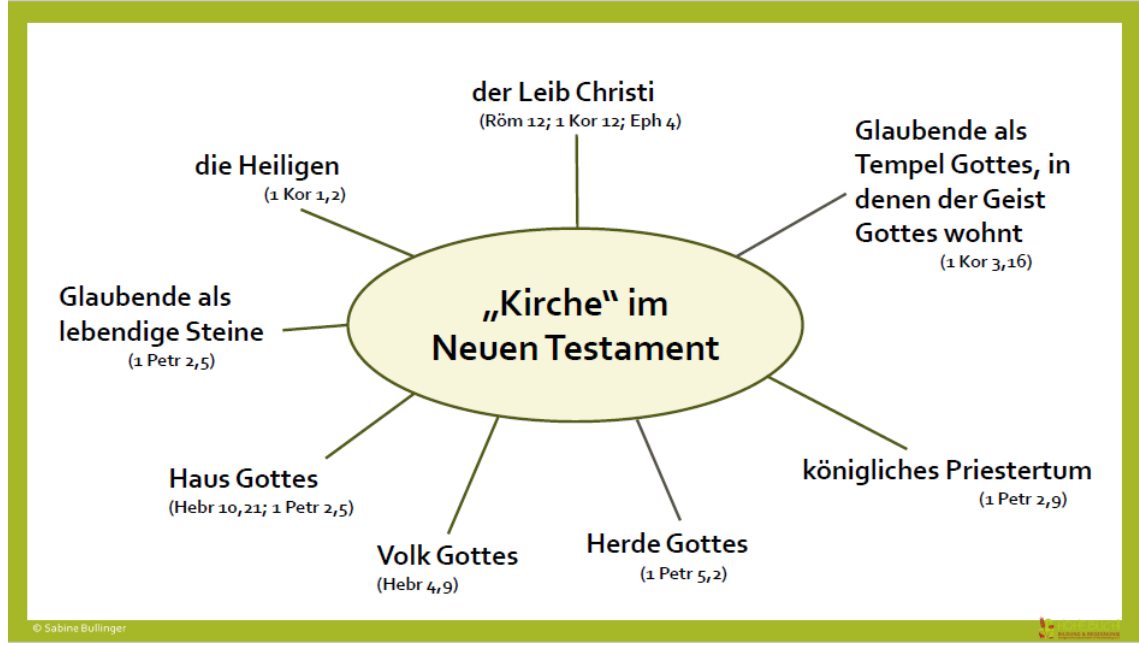 der Leib Christi
(Röm 12; 1 Kor 12; Eph 4)
Glaubende als
Tempel Gottes, in
denen der Geist
Gottes wohnt
(1 Kor 3,16)
die Heiligen
(1 Kor 1,2)
Glaubende als
lebendige Steine
(1 Petr 2,5)
„Kirche“ im
Neuen Testament
Haus Gottes
(Hebr 10,21; 1 Petr 2,5)
Volk Gottes
(Hebr 4,9)
Herde Gottes
(1 Petr 5,2)
königliches Priestertum
(1 Petr 2,9)
© Sabine Bullinger